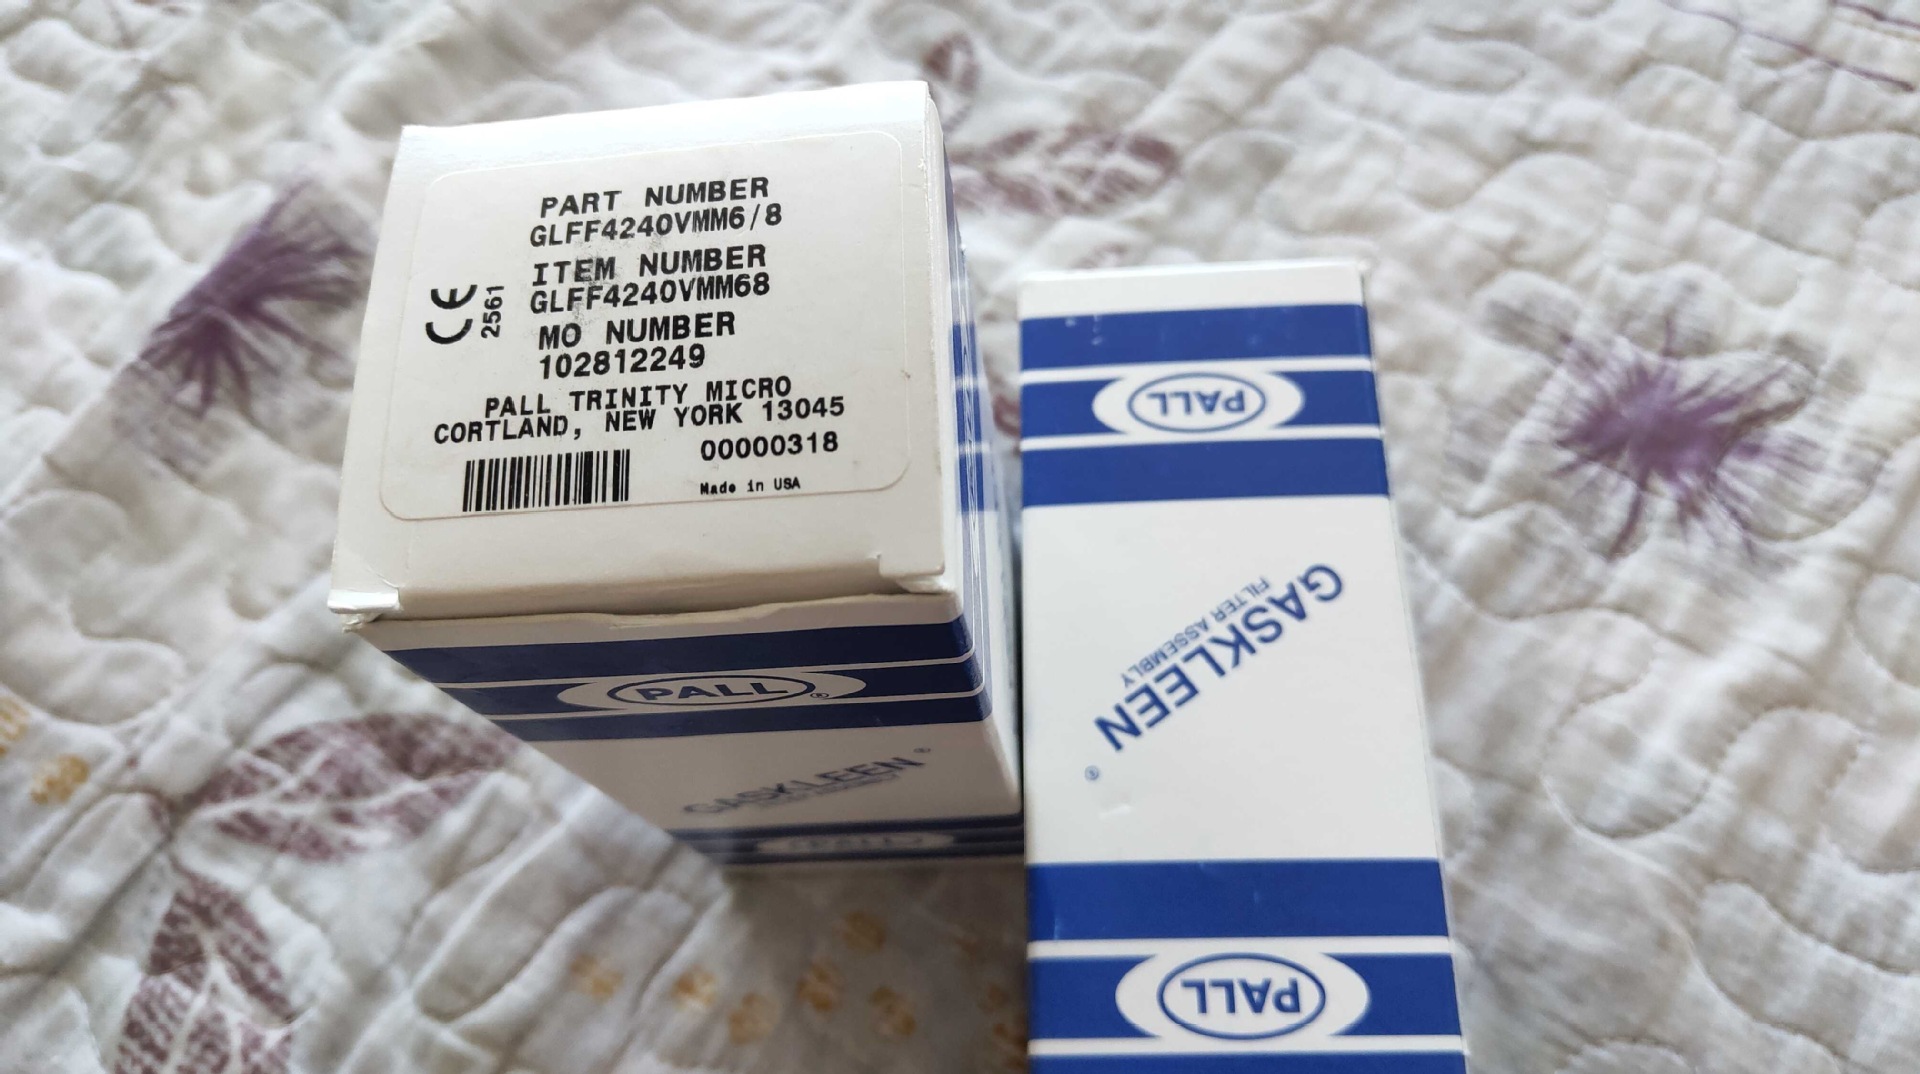 PART NUMBER
GLFF4240VMM6/8
ITEM NUMBER
GLFF4240VMM68
MO NUMBER
102812249
PALL TRINITY MICRO
CORTLAND, NEW YORK 13045
00000318
Made in USA
CE
2561
PALL®
GASKLEEN®
PALL
PALL
GASKLEEN®
FILTER ASSEMBLY
PALL